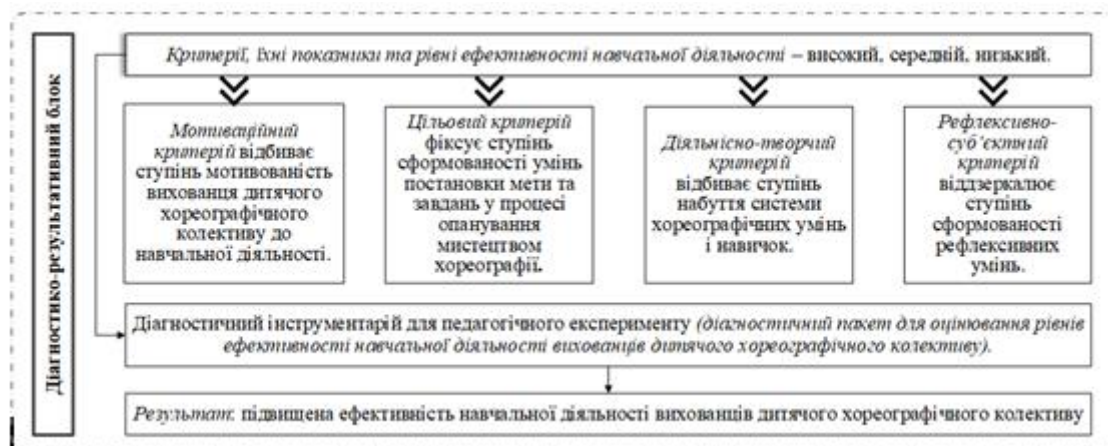 Діагностико-результативний блок
Критерії, їхні показники та рівні ефективності навчальної діяльності – високий, середній, низький.
Мотиваційний
критерій відбиває
ступінь мотивованість
вихованця дитячого
хореографічного
колективу до
навчальної діяльності.
Цільовий критерій
фіксує ступінь
сформованості умінь
постановки мети та
завдань у процесі
опанування
мистецтвом
хореографії.
Діяльнісно-творчий
критерій
відбиває ступінь
набуття системи
хореографічних умінь
і навичок.
Рефлексивно-
суб’єктний
критерій
віддзеркалює
ступінь
сформованості
рефлексивних
умінь.
Діагностичний інструментарій для педагогічного експерименту (діагностичний пакет для оцінювання рівнів
ефективності навчальної діяльності вихованців дитячого хореографічного колективу).
Результат: підвищена ефективність навчальної діяльності вихованців дитячого хореографічного колективу